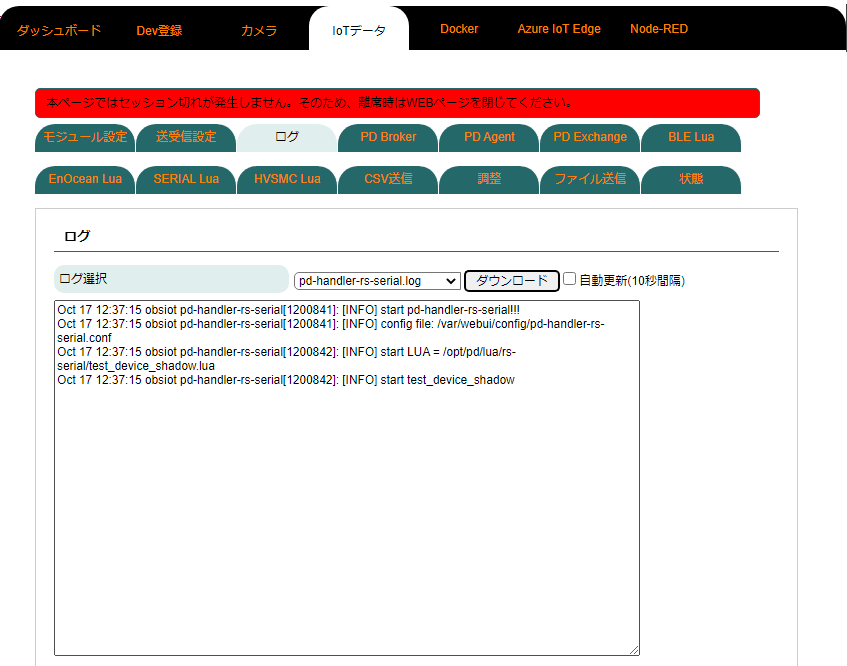 ダッシュボード Dev登録 カメラ IoTデータ Docker Azure IoT Edge Node-RED
本ページではセッション切れが発生しません。そのため、離席時はWEBページを閉じてください。
モジュール設定 送受信設定 ログ PD Broker PD Agent PD Exchange BLE Lua
EnOcean Lua SERIAL Lua HVSMC Lua CSV送信 調整 ファイル送信 状態
ログ
ログ選択 pd-handler-rs-serial.log ダウンロード 自動更新(10秒間隔)
Oct 17 12:37:15 obsiot pd-handler-rs-serial[1200841]: [INFO] start pd-handler-rs-serial!!!
Oct 17 12:37:15 obsiot pd-handler-rs-serial[1200841]: [INFO] config file: /var/webui/config/pd-handler-rs-
serial.conf
Oct 17 12:37:15 obsiot pd-handler-rs-serial[1200842]: [INFO] start LUA = /opt/pd/lua/rs-
serial/test_device_shadow.lua
Oct 17 12:37:15 obsiot pd-handler-rs-serial[1200842]: [INFO] start test_device_shadow